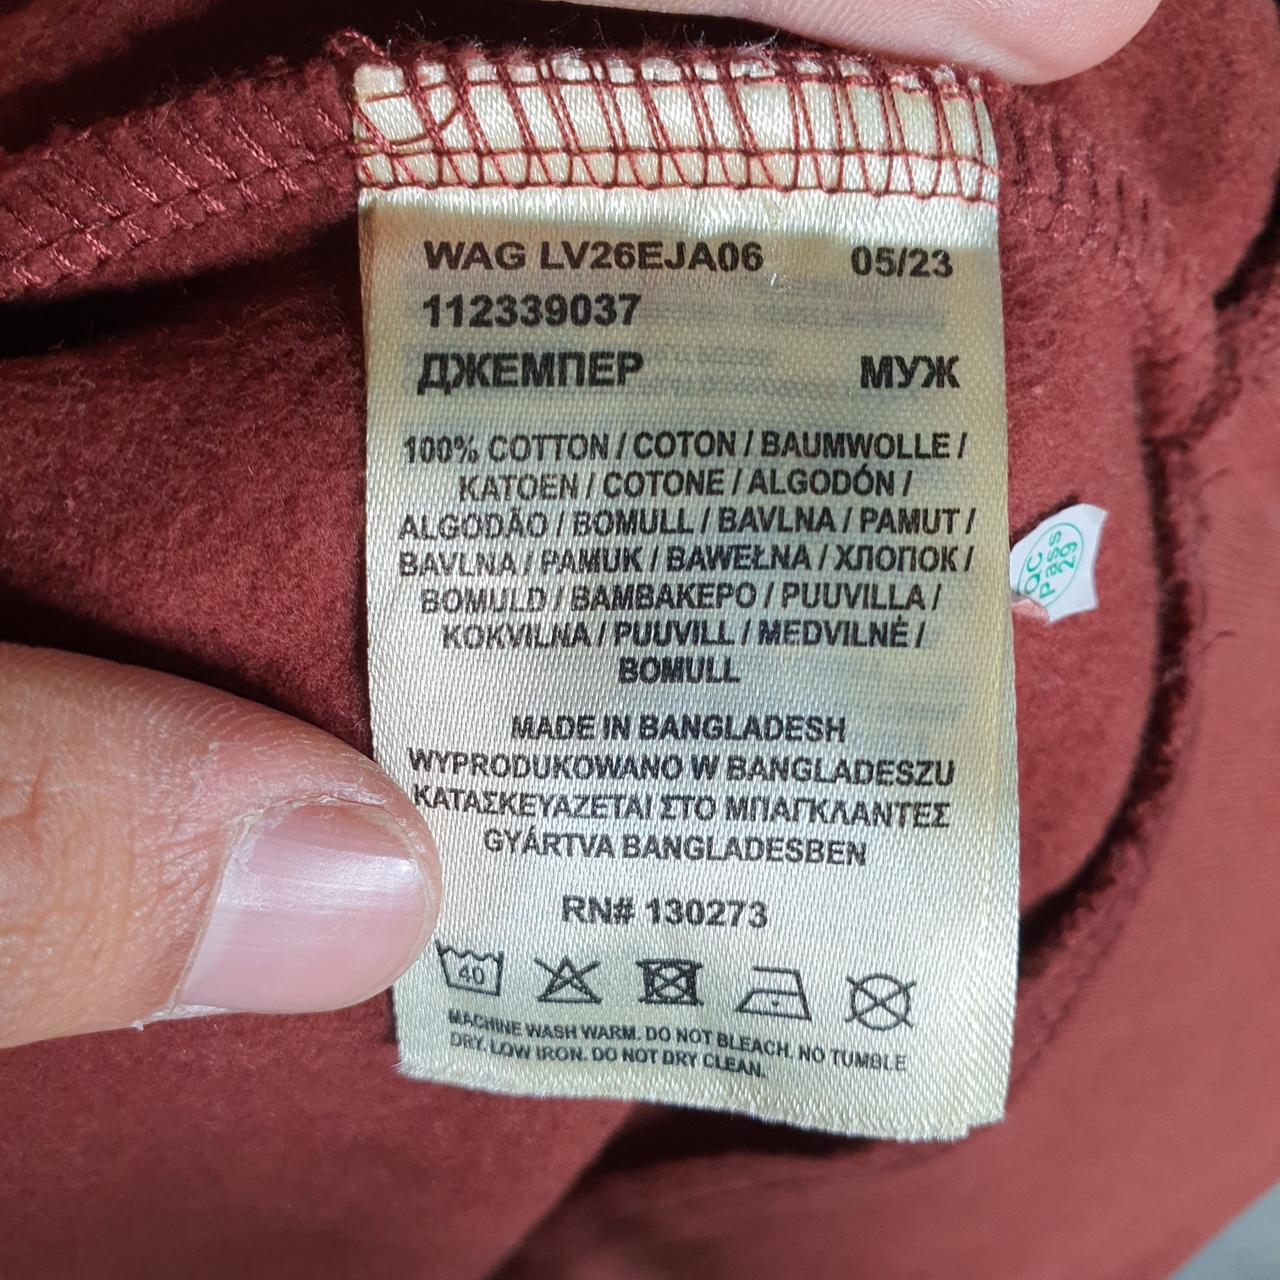 WAG LV26EJA06 05/23
112339037
ДЖЕМПЕР МУЖ
100% COTTON / COTON / BAUMWOLLE /
KATOEN / COTONE / ALGODÓN /
ALGODÃO / BOMULL / BAVLNA / PAMUT /
BAVLNA / PAMUK / BAWEŁNA / ХЛОПОК /
BOMULD / ΒΑΜΒΑΚΕΡΟ / PUUVILLA /
KOKVILNA / PUUVILL / MEDVILNĖ /
BOMULL
MADE IN BANGLADESH
WYPRODUKOWANO W BANGLADESZU
ΚΑΤΑΣΚΕΥΑΖΕΤΑΙ ΣΤΟ ΜΠΑΓΚΛΑΝΤΕΣ
GYÁRTVA BANGLADESBEN
RN# 130273
40
MACHINE WASH WARM. DO NOT BLEACH. NO TUMBLE
DRY. LOW IRON. DO NOT DRY CLEAN.
QC
Pass
29